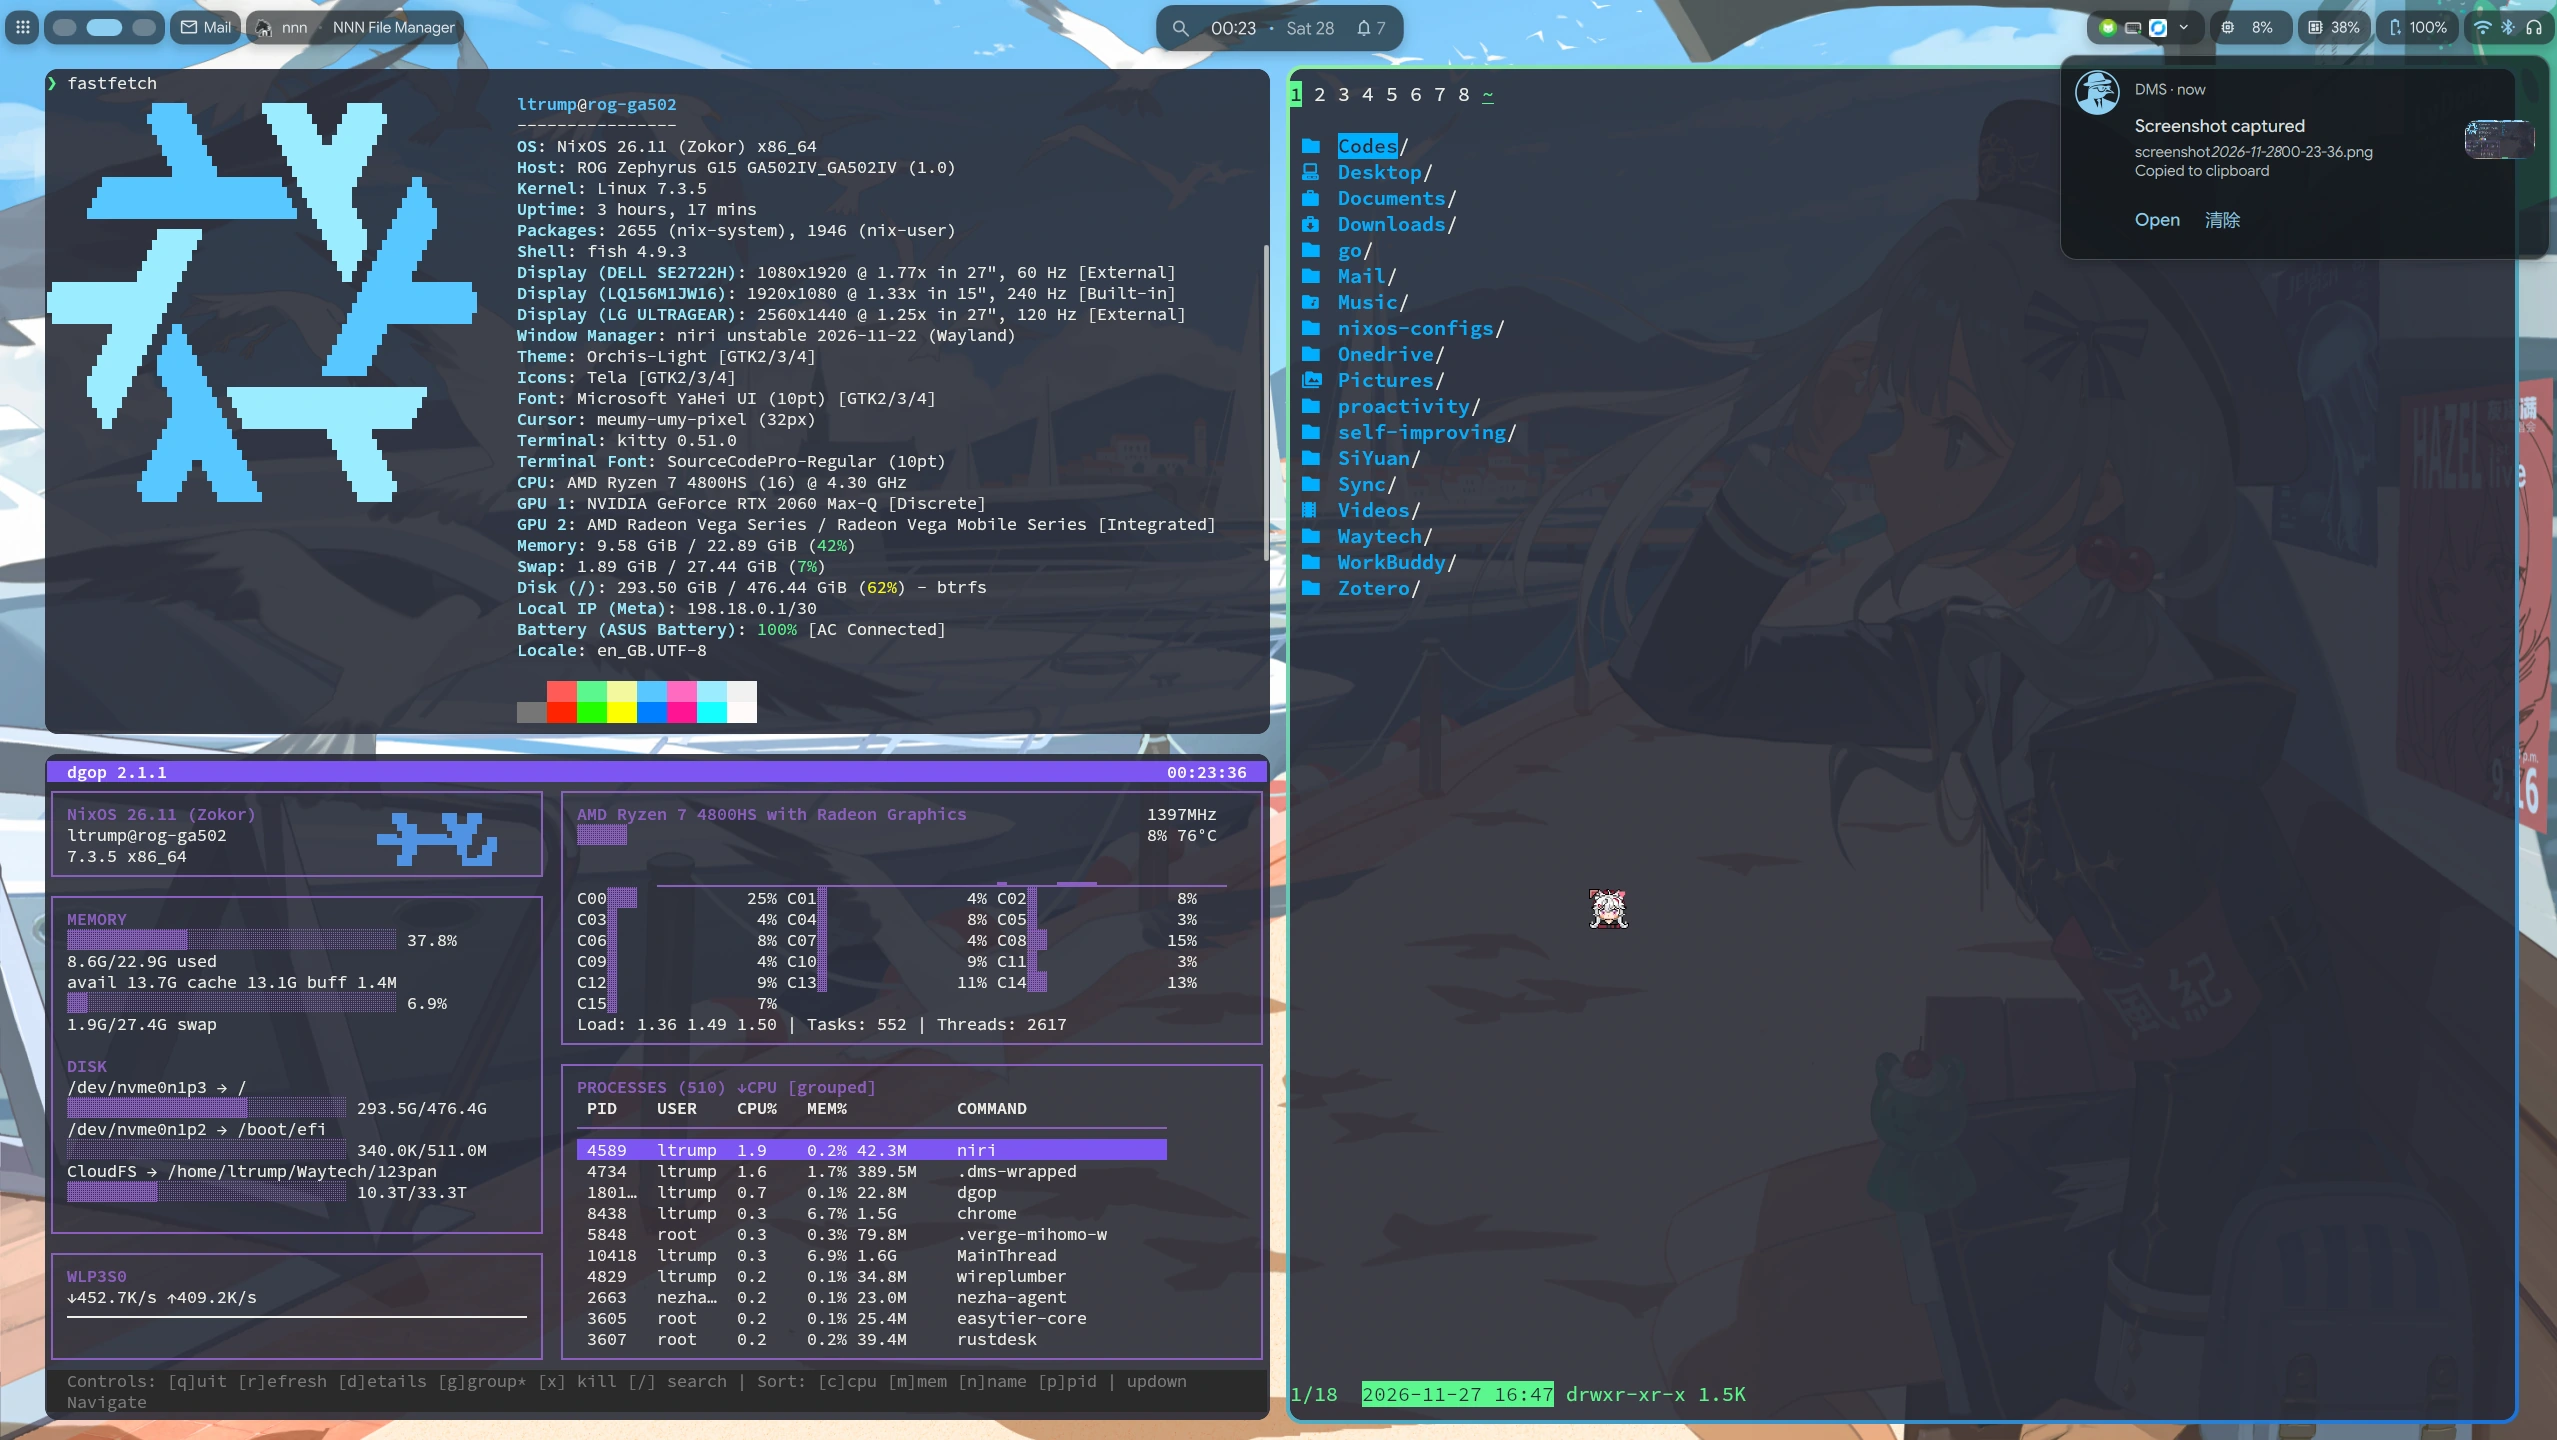 Mail
nnn · NNN File Manager
00:23 · Sat 28 7
8%
38%
100%
❯ fastfetch
ltrump@rog-ga502
----------------
OS: NixOS 26.11 (Zokor) x86_64
Host: ROG Zephyrus G15 GA502IV_GA502IV (1.0)
Kernel: Linux 7.3.5
Uptime: 3 hours, 17 mins
Packages: 2655 (nix-system), 1946 (nix-user)
Shell: fish 4.9.3
Display (DELL SE2722H): 1080x1920 @ 1.77x in 27", 60 Hz [External]
Display (LQ156M1JW16): 1920x1080 @ 1.33x in 15", 240 Hz [Built-in]
Display (LG ULTRAGEAR): 2560x1440 @ 1.25x in 27", 120 Hz [External]
Window Manager: niri unstable 2026-11-22 (Wayland)
Theme: Orchis-Light [GTK2/3/4]
Icons: Tela [GTK2/3/4]
Font: Microsoft YaHei UI (10pt) [GTK2/3/4]
Cursor: meumy-umy-pixel (32px)
Terminal: kitty 0.51.0
Terminal Font: SourceCodePro-Regular (10pt)
CPU: AMD Ryzen 7 4800HS (16) @ 4.30 GHz
GPU 1: NVIDIA GeForce RTX 2060 Max-Q [Discrete]
GPU 2: AMD Radeon Vega Series / Radeon Vega Mobile Series [Integrated]
Memory: 9.58 GiB / 22.89 GiB (42%)
Swap: 1.89 GiB / 27.44 GiB (7%)
Disk (/): 293.50 GiB / 476.44 GiB (62%) - btrfs
Local IP (Meta): 198.18.0.1/30
Battery (ASUS Battery): 100% [AC Connected]
Locale: en_GB.UTF-8
dgop 2.1.1 00:23:36
NixOS 26.11 (Zokor)
ltrump@rog-ga502
7.3.5 x86_64
MEMORY
37.8%
8.6G/22.9G used
avail 13.7G cache 13.1G buff 1.4M
6.9%
1.9G/27.4G swap
DISK
/dev/nvme0n1p3 → /
293.5G/476.4G
/dev/nvme0n1p2 → /boot/efi
340.0K/511.0M
CloudFS → /home/ltrump/Waytech/123pan
10.3T/33.3T
WLP3S0
↓452.7K/s ↑409.2K/s
AMD Ryzen 7 4800HS with Radeon Graphics 1397MHz
8% 76°C
C00 25% C01 4% C02 8%
C03 4% C04 8% C05 3%
C06 8% C07 4% C08 15%
C09 4% C10 9% C11 3%
C12 9% C13 11% C14 13%
C15 7%
Load: 1.36 1.49 1.50 | Tasks: 552 | Threads: 2617
PROCESSES (510) ↓CPU [grouped]
PID USER CPU% MEM% COMMAND
4589 ltrump 1.9 0.2% 42.3M niri
4734 ltrump 1.6 1.7% 389.5M .dms-wrapped
1801… ltrump 0.7 0.1% 22.8M dgop
8438 ltrump 0.3 6.7% 1.5G chrome
5848 root 0.3 0.3% 79.8M .verge-mihomo-w
10418 ltrump 0.3 6.9% 1.6G MainThread
4829 ltrump 0.2 0.1% 34.8M wireplumber
2663 nezha… 0.2 0.1% 23.0M nezha-agent
3605 root 0.2 0.1% 25.4M easytier-core
3607 root 0.2 0.2% 39.4M rustdesk
Controls: [q]uit [r]efresh [d]etails [g]group* [x] kill [/] search | Sort: [c]cpu [m]mem [n]name [p]pid | updown
Navigate
1 2 3 4 5 6 7 8 ~
Codes/
Desktop/
Documents/
Downloads/
go/
Mail/
Music/
nixos-configs/
Onedrive/
Pictures/
proactivity/
self-improving/
SiYuan/
Sync/
Videos/
Waytech/
WorkBuddy/
Zotero/
1/18 2026-11-27 16:47 drwxr-xr-x 1.5K
DMS · now
Screenshot captured
screenshot2026-11-2800-23-36.png
Copied to clipboard
Open 清除
HAZEL
風紀